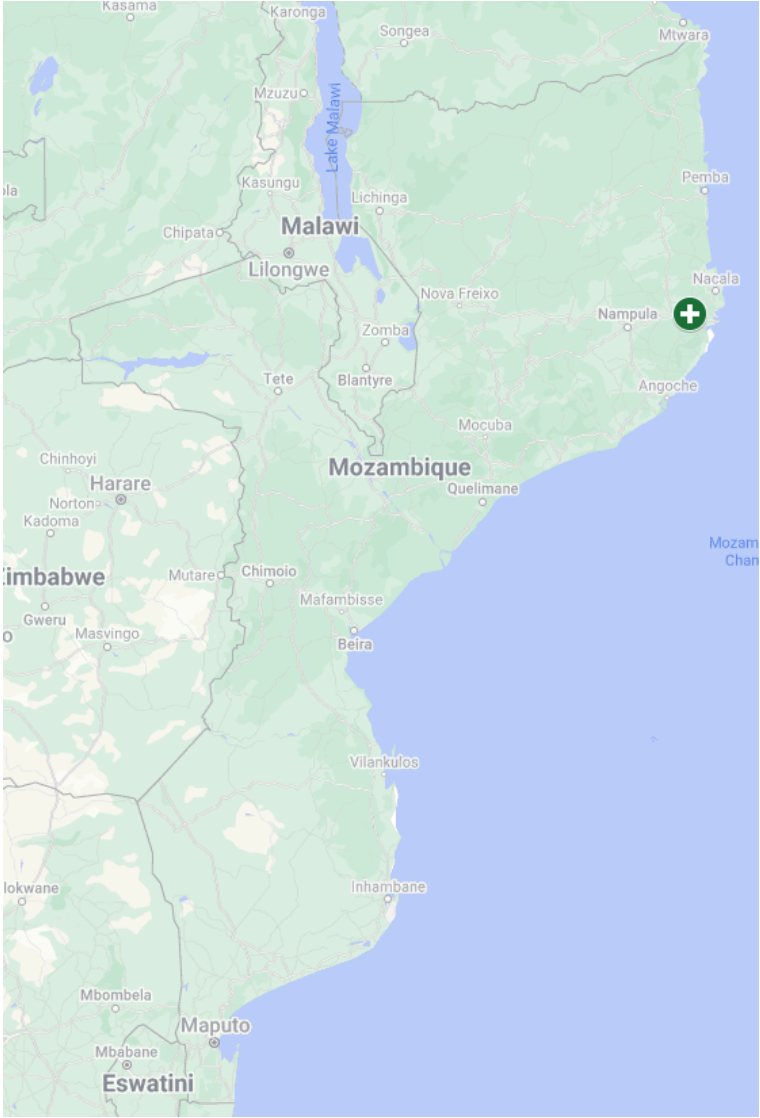 Kasama
Karonga
Songea
Mtwara
Mzuzu
Lake Malawi
Pemba
ola
Kasungu
Lichinga
Malawi
Chipata
Lilongwe
Nacala
Nova Freixo
Nampula
Zomba
Tete
Blantyre
Angoche
Mocuba
Chinhoyi
Mozambique
Harare
Quelimane
Norton
Kadoma
Mozam
Chan
Zimbabwe
Mutare
Chimoio
Mafambisse
Gweru
o
Masvingo
Beira
Vilankulos
lokwane
Inhambane
Mbombela
Maputo
Mbabane
Eswatini